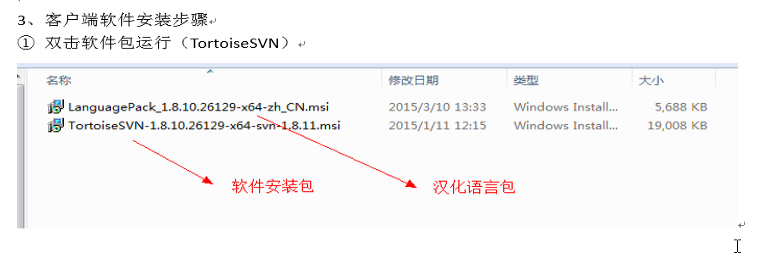 3、客户端软件安装步骤
① 双击软件包运行（TortoiseSVN）
名称 修改日期 类型 大小
LanguagePack_1.8.10.26129-x64-zh_CN.msi 2015/3/10 13:33 Windows Install... 5,688 KB
TortoiseSVN-1.8.10.26129-x64-svn-1.8.11.msi 2015/1/11 12:15 Windows Install... 19,008 KB
软件安装包 汉化语言包